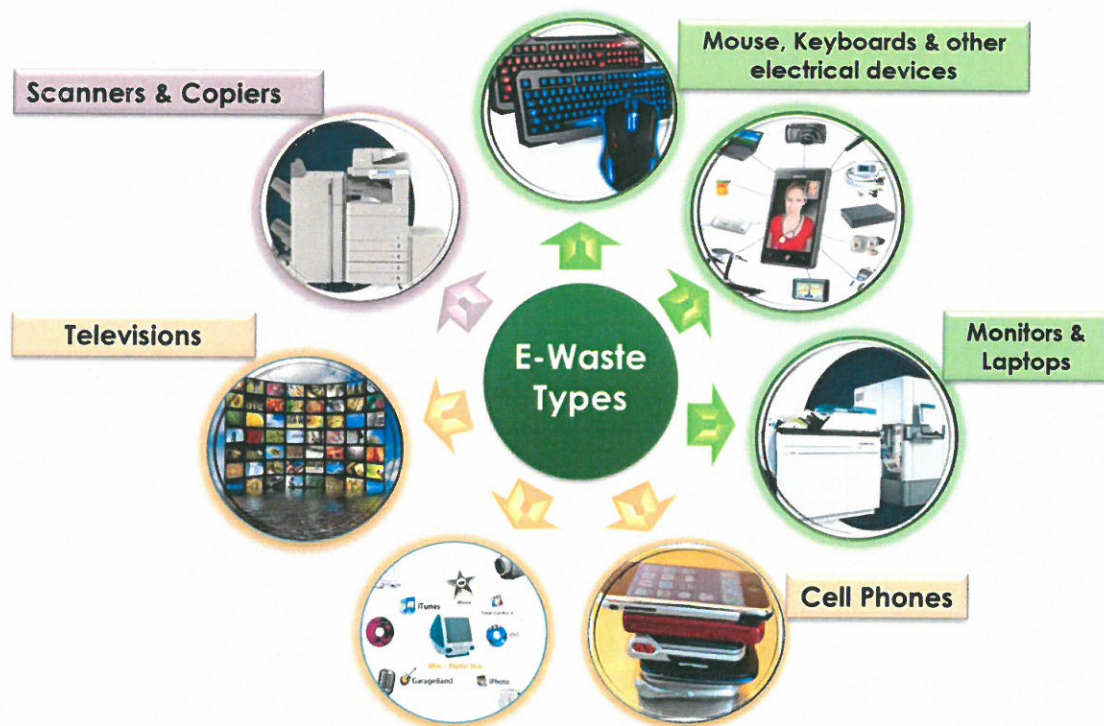 Mouse, Keyboards & other
electrical devices
Scanners & Copiers
Televisions
E-Waste
Types
Monitors &
Laptops
Cell Phones
iTunes
GarageBand
iPhoto